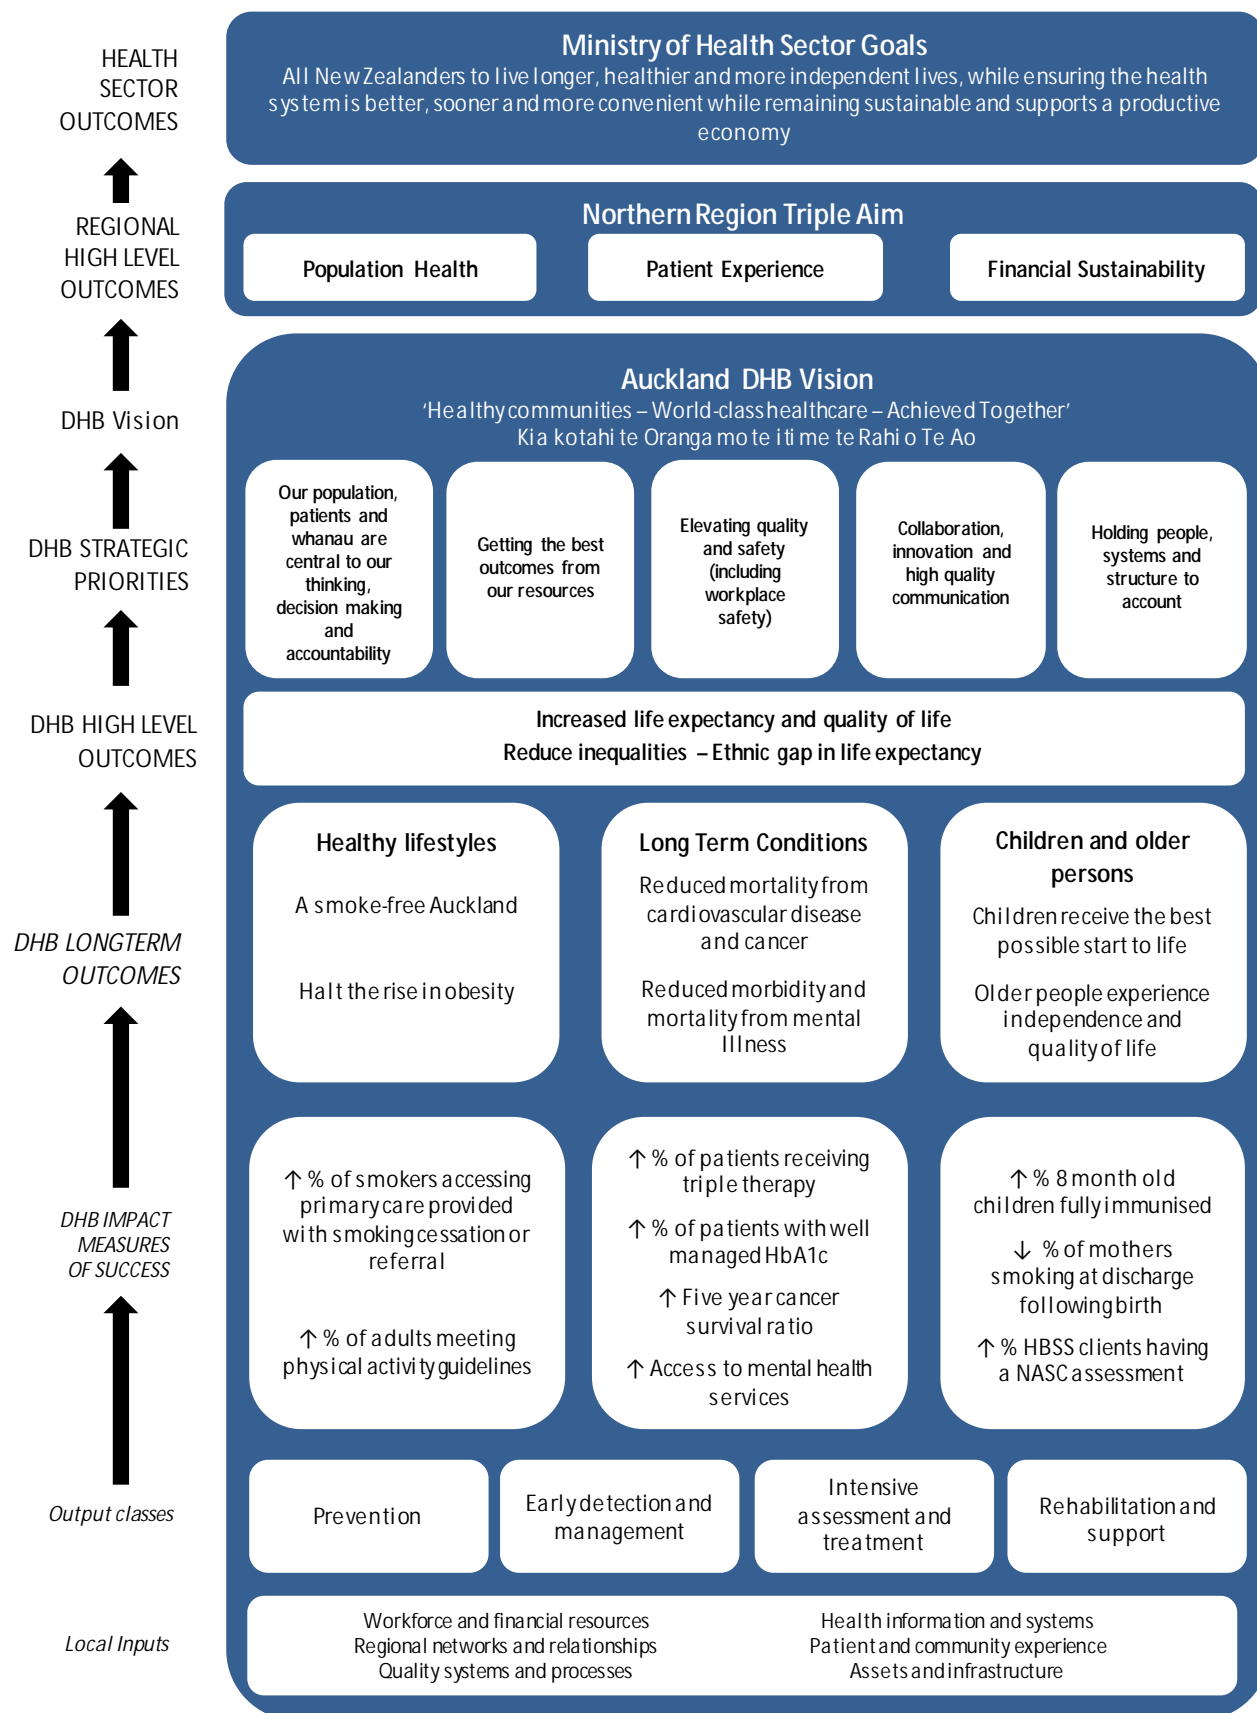 HEALTH
SECTOR
OUTCOMES
Ministry of Health Sector Goals
All New Zealanders to live longer, healthier and more independent lives, while ensuring the health
system is better, sooner and more convenient while remaining sustainable and supports a productive
economy
REGIONAL
HIGH LEVEL
OUTCOMES
Northern Region Triple Aim
Population Health
Patient Experience
Financial Sustainability
DHB Vision
Auckland DHB Vision
‘Healthy communities – World-class healthcare – Achieved Together’
Kia kotahi te Oranga mo te iti me te Rahi o Te Ao
DHB STRATEGIC
PRIORITIES
Our population,
patients and
whanau are
central to our
thinking,
decision making
and
accountability
Getting the best
outcomes from
our resources
Elevating quality
and safety
(including
workplace
safety)
Collaboration,
innovation and
high quality
communication
Holding people,
systems and
structure to
account
DHB HIGH LEVEL
OUTCOMES
Increased life expectancy and quality of life
Reduce inequalities – Ethnic gap in life expectancy
DHB LONGTERM
OUTCOMES
Healthy lifestyles
A smoke-free Auckland
Halt the rise in obesity
Long Term Conditions
Reduced mortality from
cardiovascular disease
and cancer
Reduced morbidity and
mortality from mental
Illness
Children and older
persons
Children receive the best
possible start to life
Older people experience
independence and
quality of life
DHB IMPACT
MEASURES
OF SUCCESS
↑ % of smokers accessing
primary care provided
with smoking cessation or
referral
↑ % of adults meeting
physical activity guidelines
↑ % of patients receiving
triple therapy
↑ % of patients with well
managed HbA1c
↑ Five year cancer
survival ratio
↑ Access to mental health
services
↑ % 8 month old
children fully immunised
↓ % of mothers
smoking at discharge
following birth
↑ % HBSS clients having
a NASC assessment
Output classes
Prevention
Early detection and
management
Intensive
assessment and
treatment
Rehabilitation and
support
Local Inputs
Workforce and financial resources
Regional networks and relationships
Quality systems and processes
Health information and systems
Patient and community experience
Assets and infrastructure